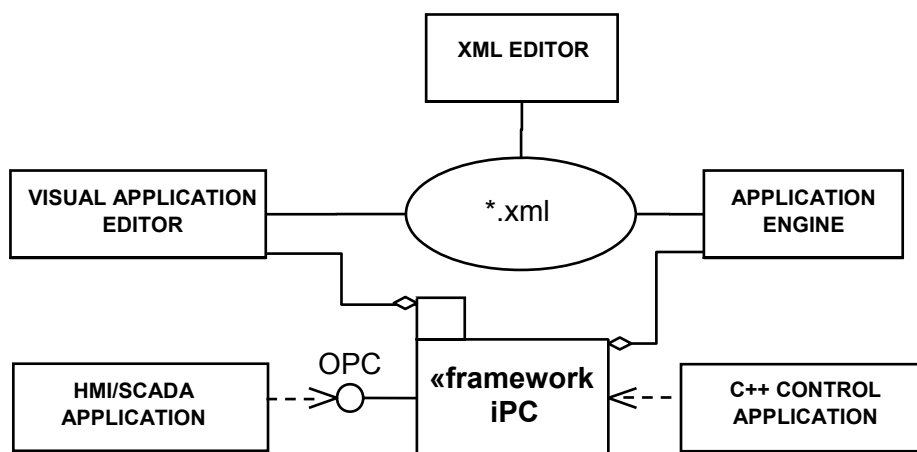 XML EDITOR
VISUAL APPLICATION
EDITOR
*.xml
APPLICATION
ENGINE
OPC
HMI/SCADA
APPLICATION
«framework
iPC
C++ CONTROL
APPLICATION